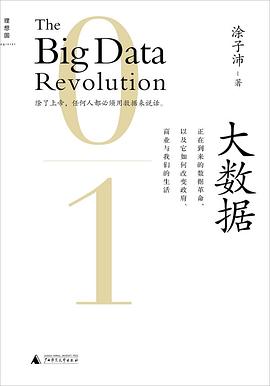 理想国
The
Big Data
Revolution
除了上帝，任何人都必须用数据来说话。
0
1
涂子沛
著
大数据
正在到来的数据革命，
以及它如何改变政府、
商业与我们的生活
广西师范大学出版社